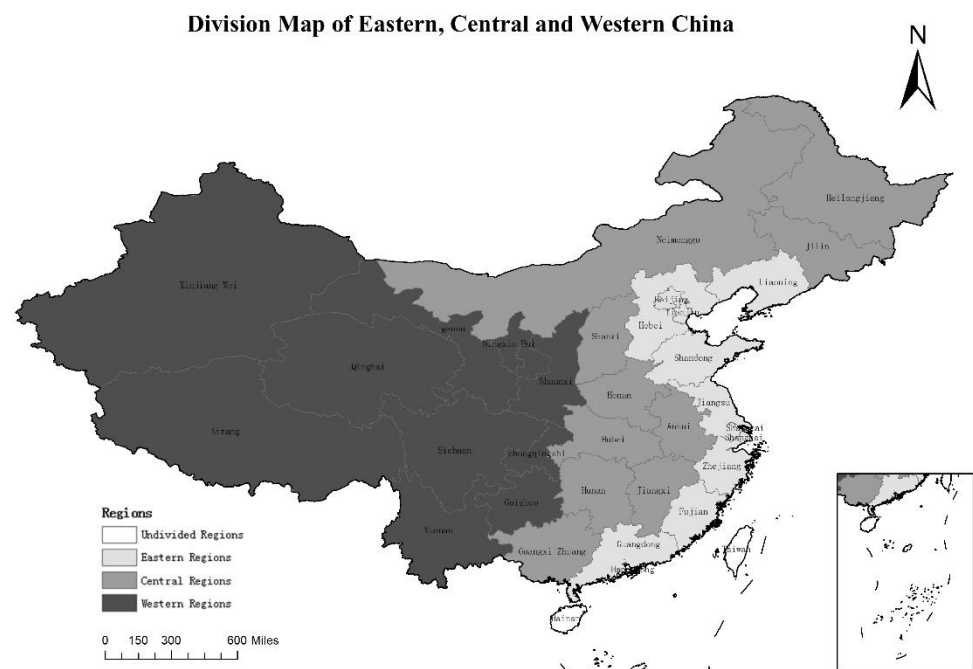 Division Map of Eastern, Central and Western China
N
Heilongjiang
Neimenggu
Jilin
Liaoning
Xinjiang Wei
Beijing
Tianjin
Hebei
Shanxi
Ningxia Hui
Qinghai
Shandong
Shaanxi
Henan
Jiangsu
Anhui
Xizang
Shanghai
Hubei
Sichuan
Zhejiang
Hunan
Jiangxi
Guizhou
Fujian
Yunnan
Guangxi Zhuang
Guangdong
Taiwan
Hainan
Regions
Undivided Regions
Eastern Regions
Central Regions
Western Regions
0 150 300 600 Miles